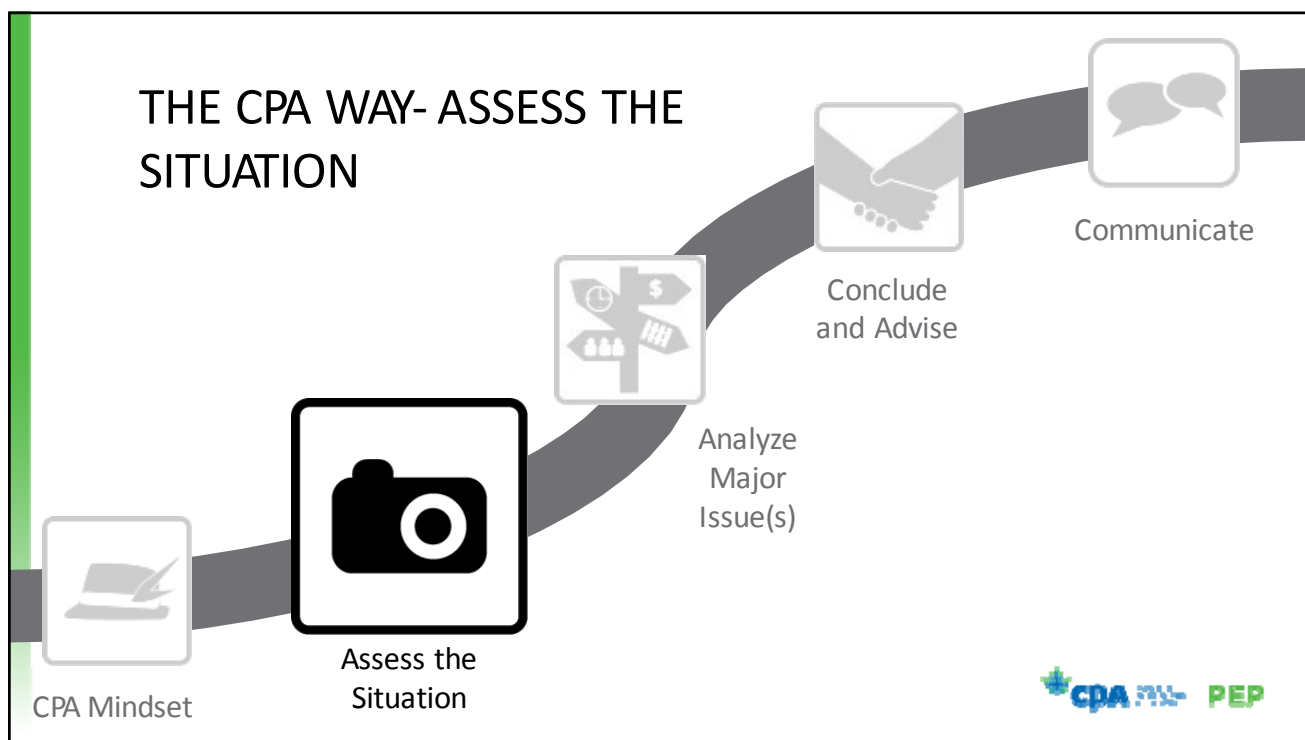 THE CPA WAY- ASSESS THE
SITUATION
Communicate
Conclude
and Advise
$
Analyze
Major
Issue(s)
Assess the
Situation
CPA Mindset
CPA PEP